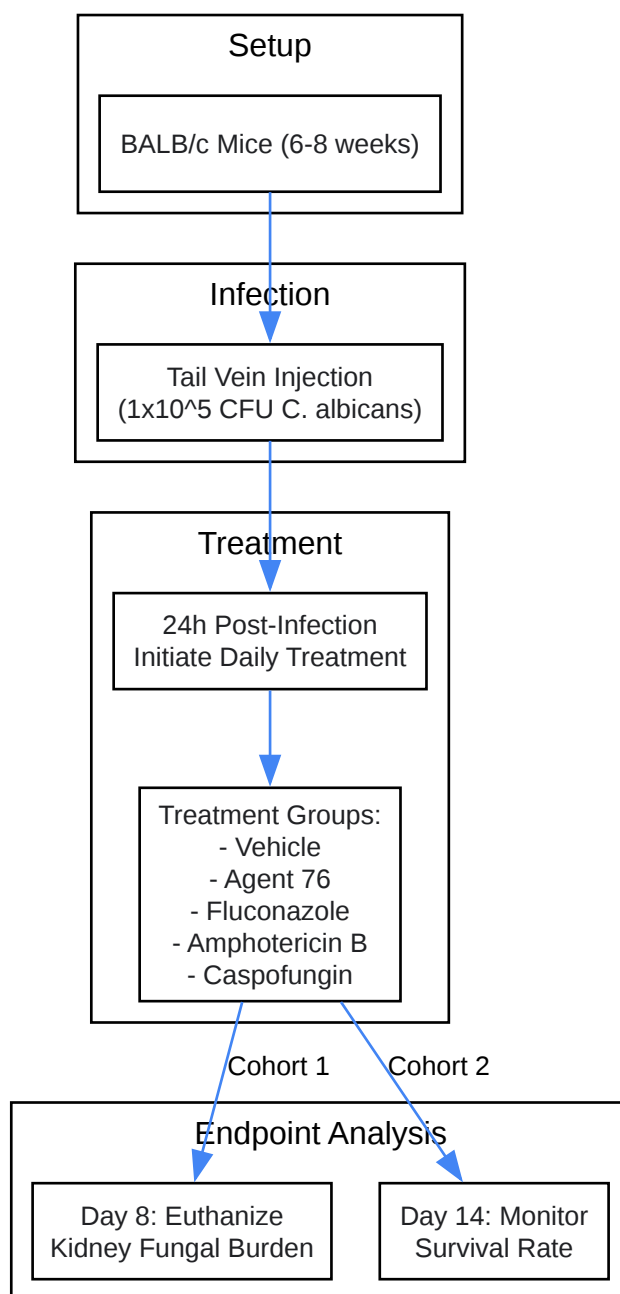 Setup
BALB/c Mice (6-8 weeks)
Infection
Tail Vein Injection
(1x10^5 CFU C. albicans)
Treatment
24h Post-Infection
Initiate Daily Treatment
Treatment Groups:
- Vehicle
- Agent 76
- Fluconazole
- Amphotericin B
- Caspofungin
Cohort 1
Cohort 2
Endpoint Analysis
Day 8: Euthanize
Kidney Fungal Burden
Day 14: Monitor
Survival Rate